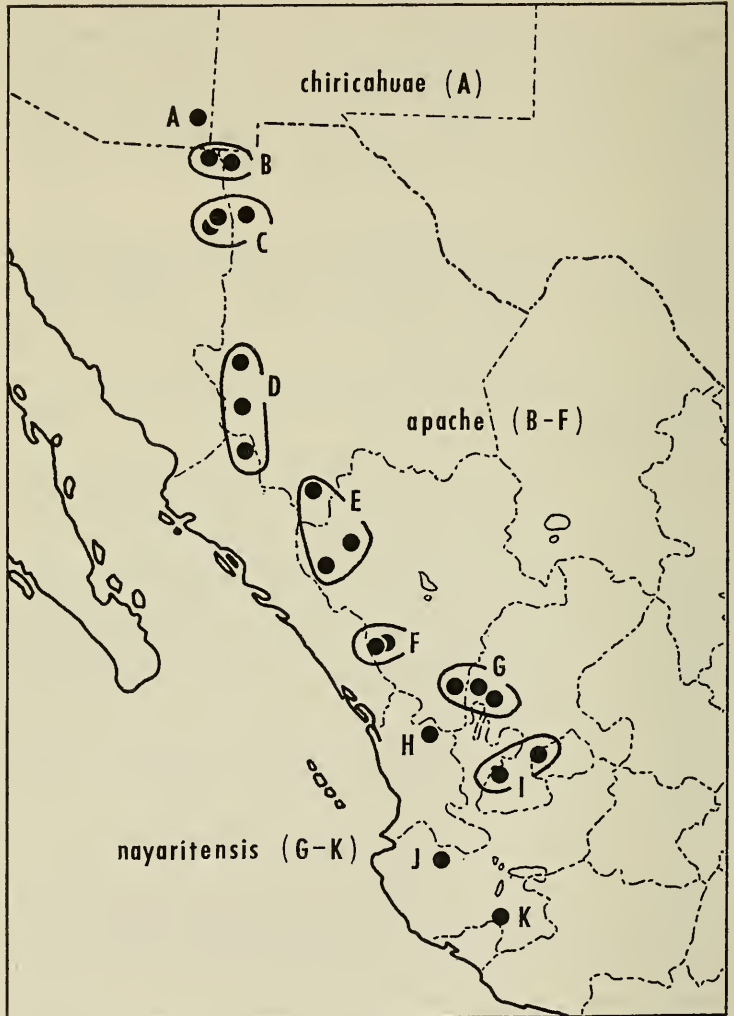 chiricahuae (A)
A
B
C
D
apache (B-F)
E
F
G
H
I
nayaritensis (G-K)
J
K